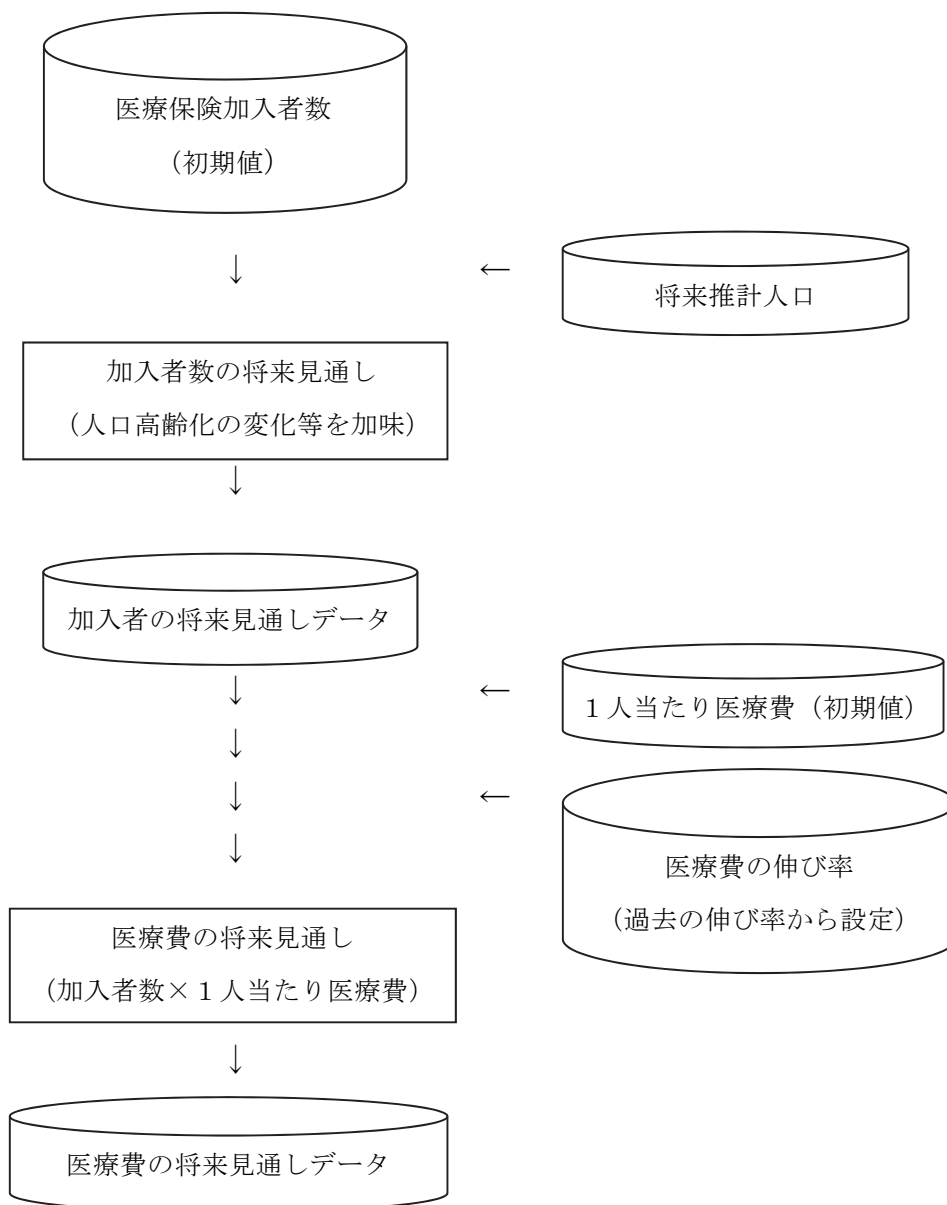 医療保険加入者数
(初期値)
↓
←
将来推計人口
加入者数の将来見通し
(人口高齢化の変化等を加味)
↓
加入者の将来見通しデータ
↓
←
1人当たり医療費(初期値)
↓
↓
←
医療費の伸び率
(過去の伸び率から設定)
↓
医療費の将来見通し
(加入者数×1人当たり医療費)
↓
医療費の将来見通しデータ